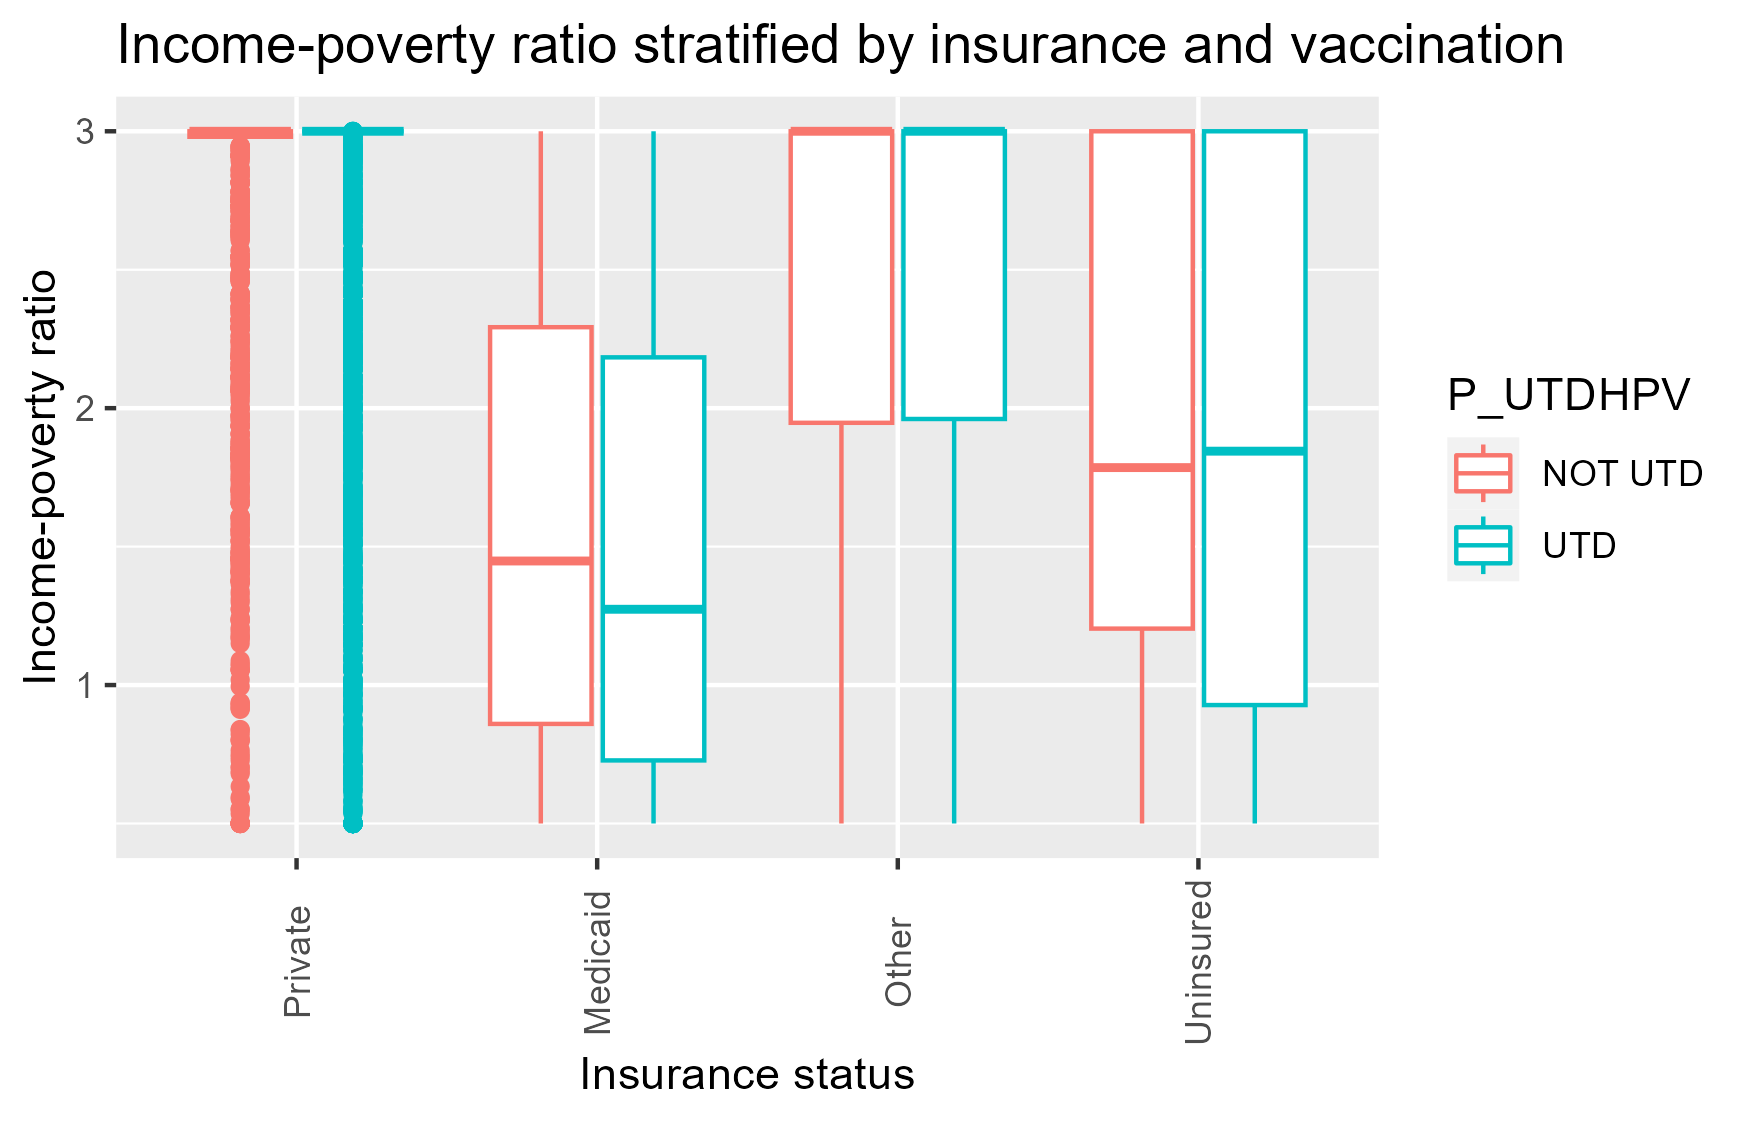 Income-poverty ratio stratified by insurance and vaccination
Income-poverty ratio
3
2
1
Private
Medicaid
Other
Uninsured
Insurance status
P_UTDHPV
NOT UTD
UTD